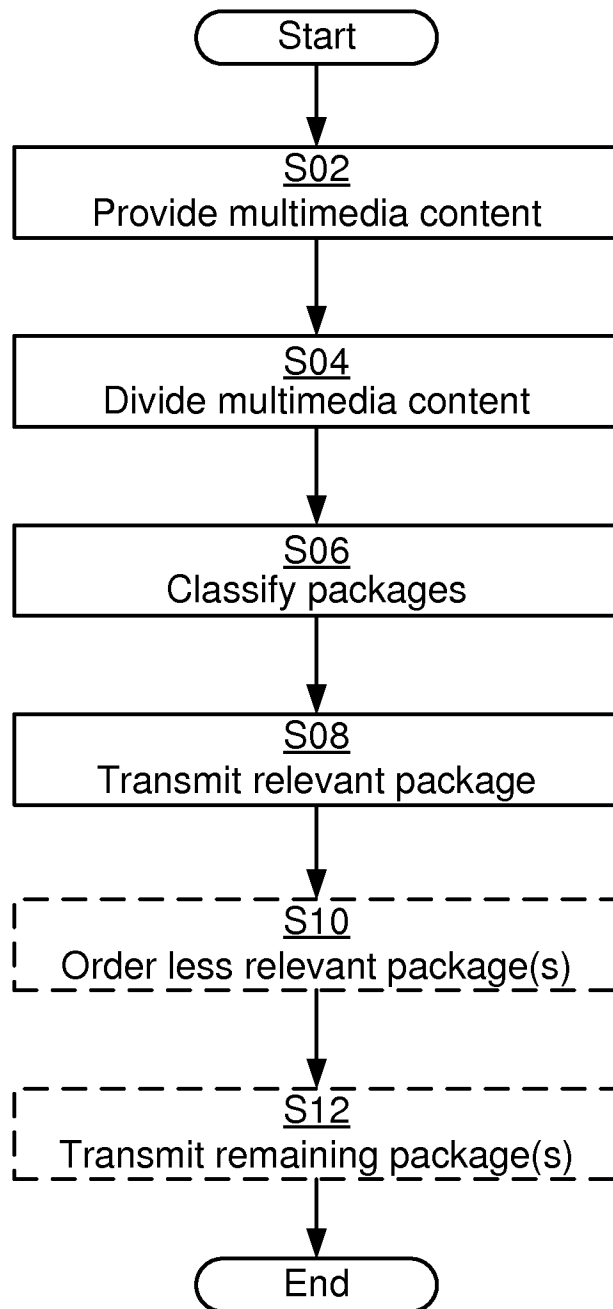 Start
S02
Provide multimedia content
S04
Divide multimedia content
S06
Classify packages
S08
Transmit relevant package
S10
Order less relevant package(s)
S12
Transmit remaining package(s)
End